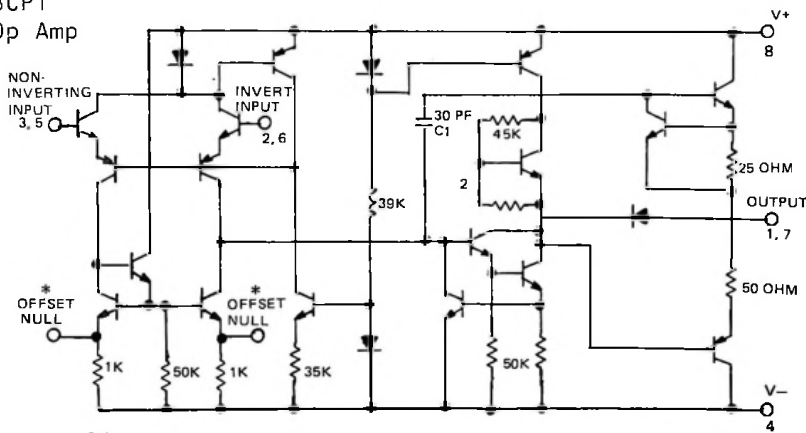 Op Amp
V+
8
NON-
INVERTING
INPUT
3, 5
INVERT
INPUT
2, 6
30 PF
C1
45K
2
39K
25 OHM
OUTPUT
1, 7
50 OHM
*
OFFSET
NULL
*
OFFSET
NULL
1K
50K
1K
35K
50K
V–
4